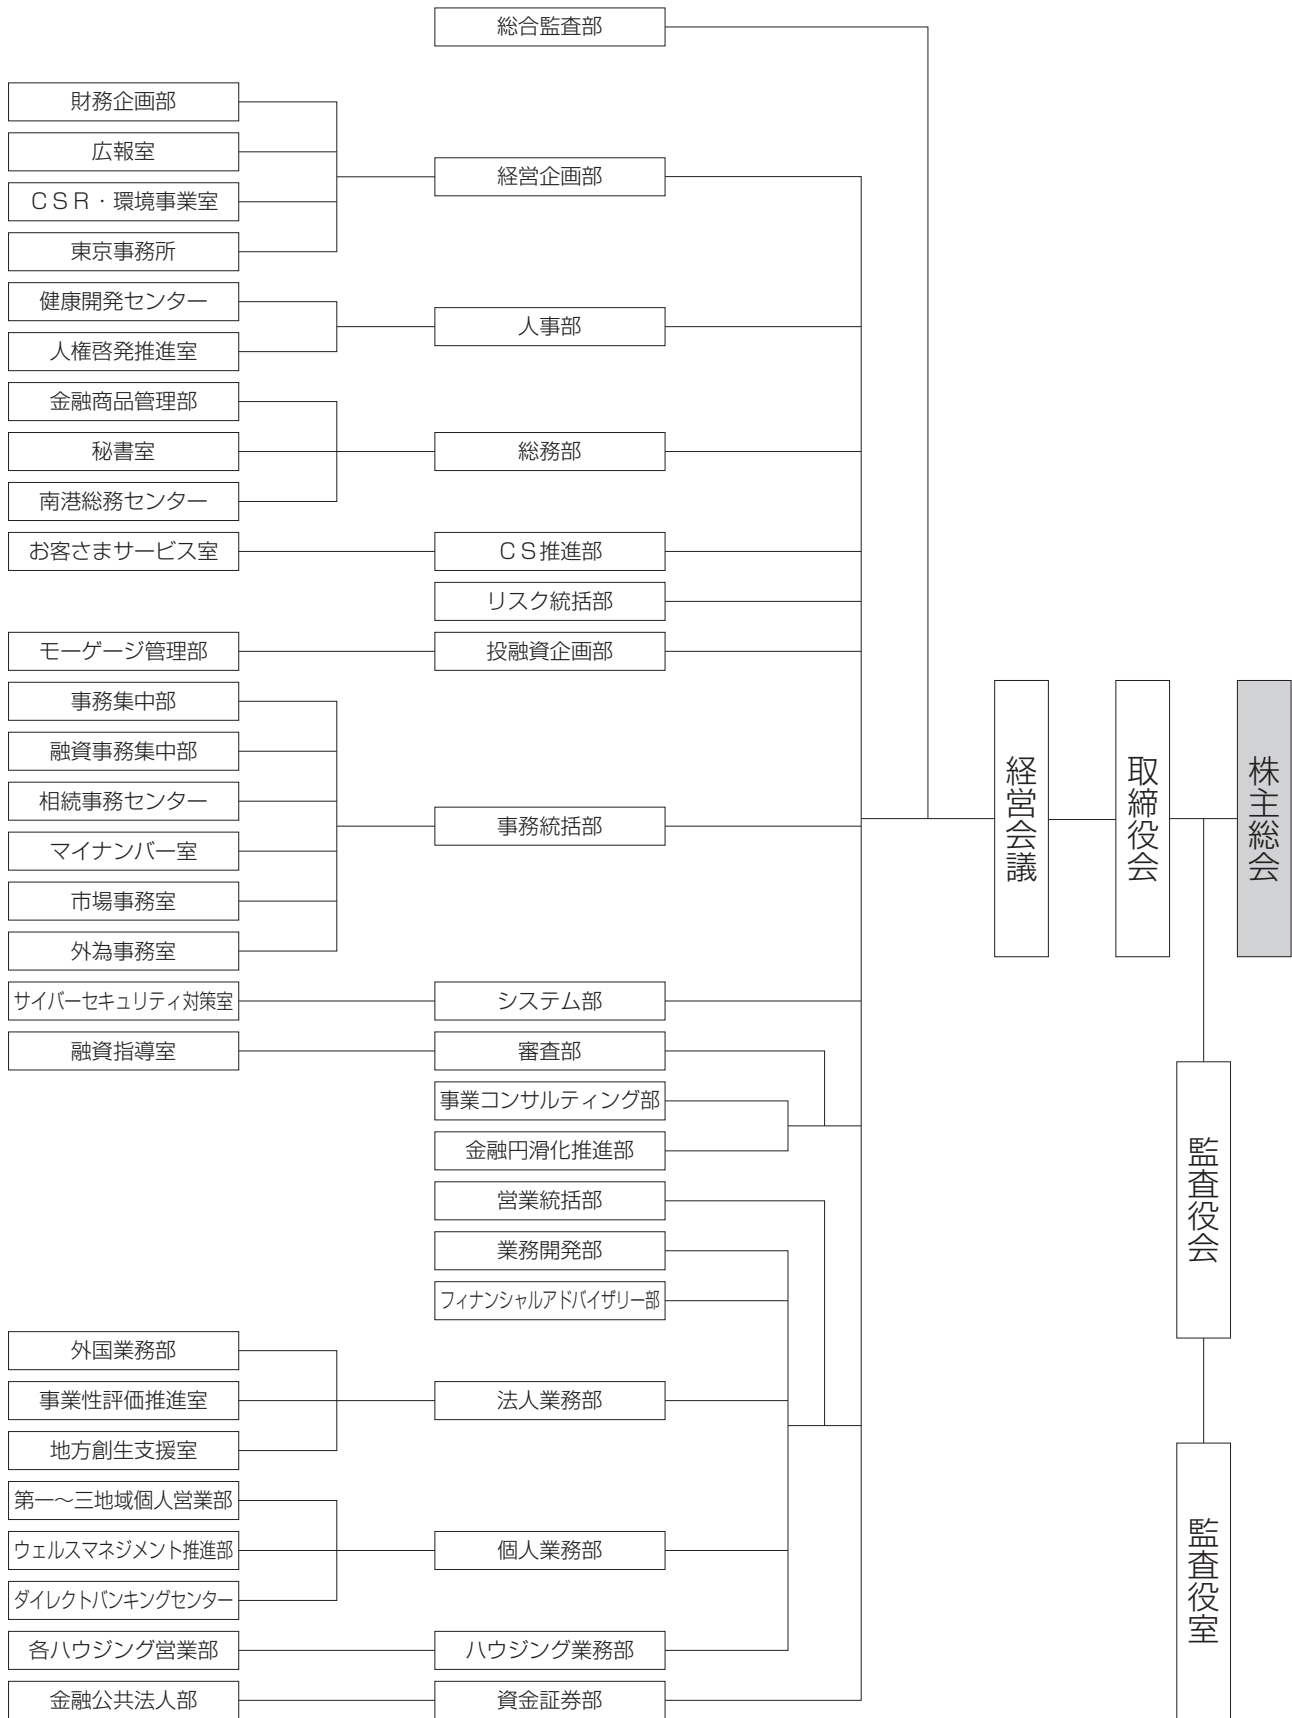 総合監査部
財務企画部
広報室
経営企画部
ＣＳＲ・環境事業室
東京事務所
健康開発センター
人事部
人権啓発推進室
金融商品管理部
秘書室
総務部
南港総務センター
お客さまサービス室
ＣＳ推進部
リスク統括部
モーゲージ管理部
投融資企画部
事務集中部
融資事務集中部
相続事務センター
事務統括部
マイナンバー室
市場事務室
外為事務室
サイバーセキュリティ対策室
システム部
融資指導室
審査部
事業コンサルティング部
金融円滑化推進部
営業統括部
業務開発部
フィナンシャルアドバイザリー部
外国業務部
事業性評価推進室
法人業務部
地方創生支援室
第一〜三地域個人営業部
ウェルスマネジメント推進部
個人業務部
ダイレクトバンキングセンター
各ハウジング営業部
ハウジング業務部
金融公共法人部
資金証券部
経営会議
取締役会
株主総会
監査役会
監査役室